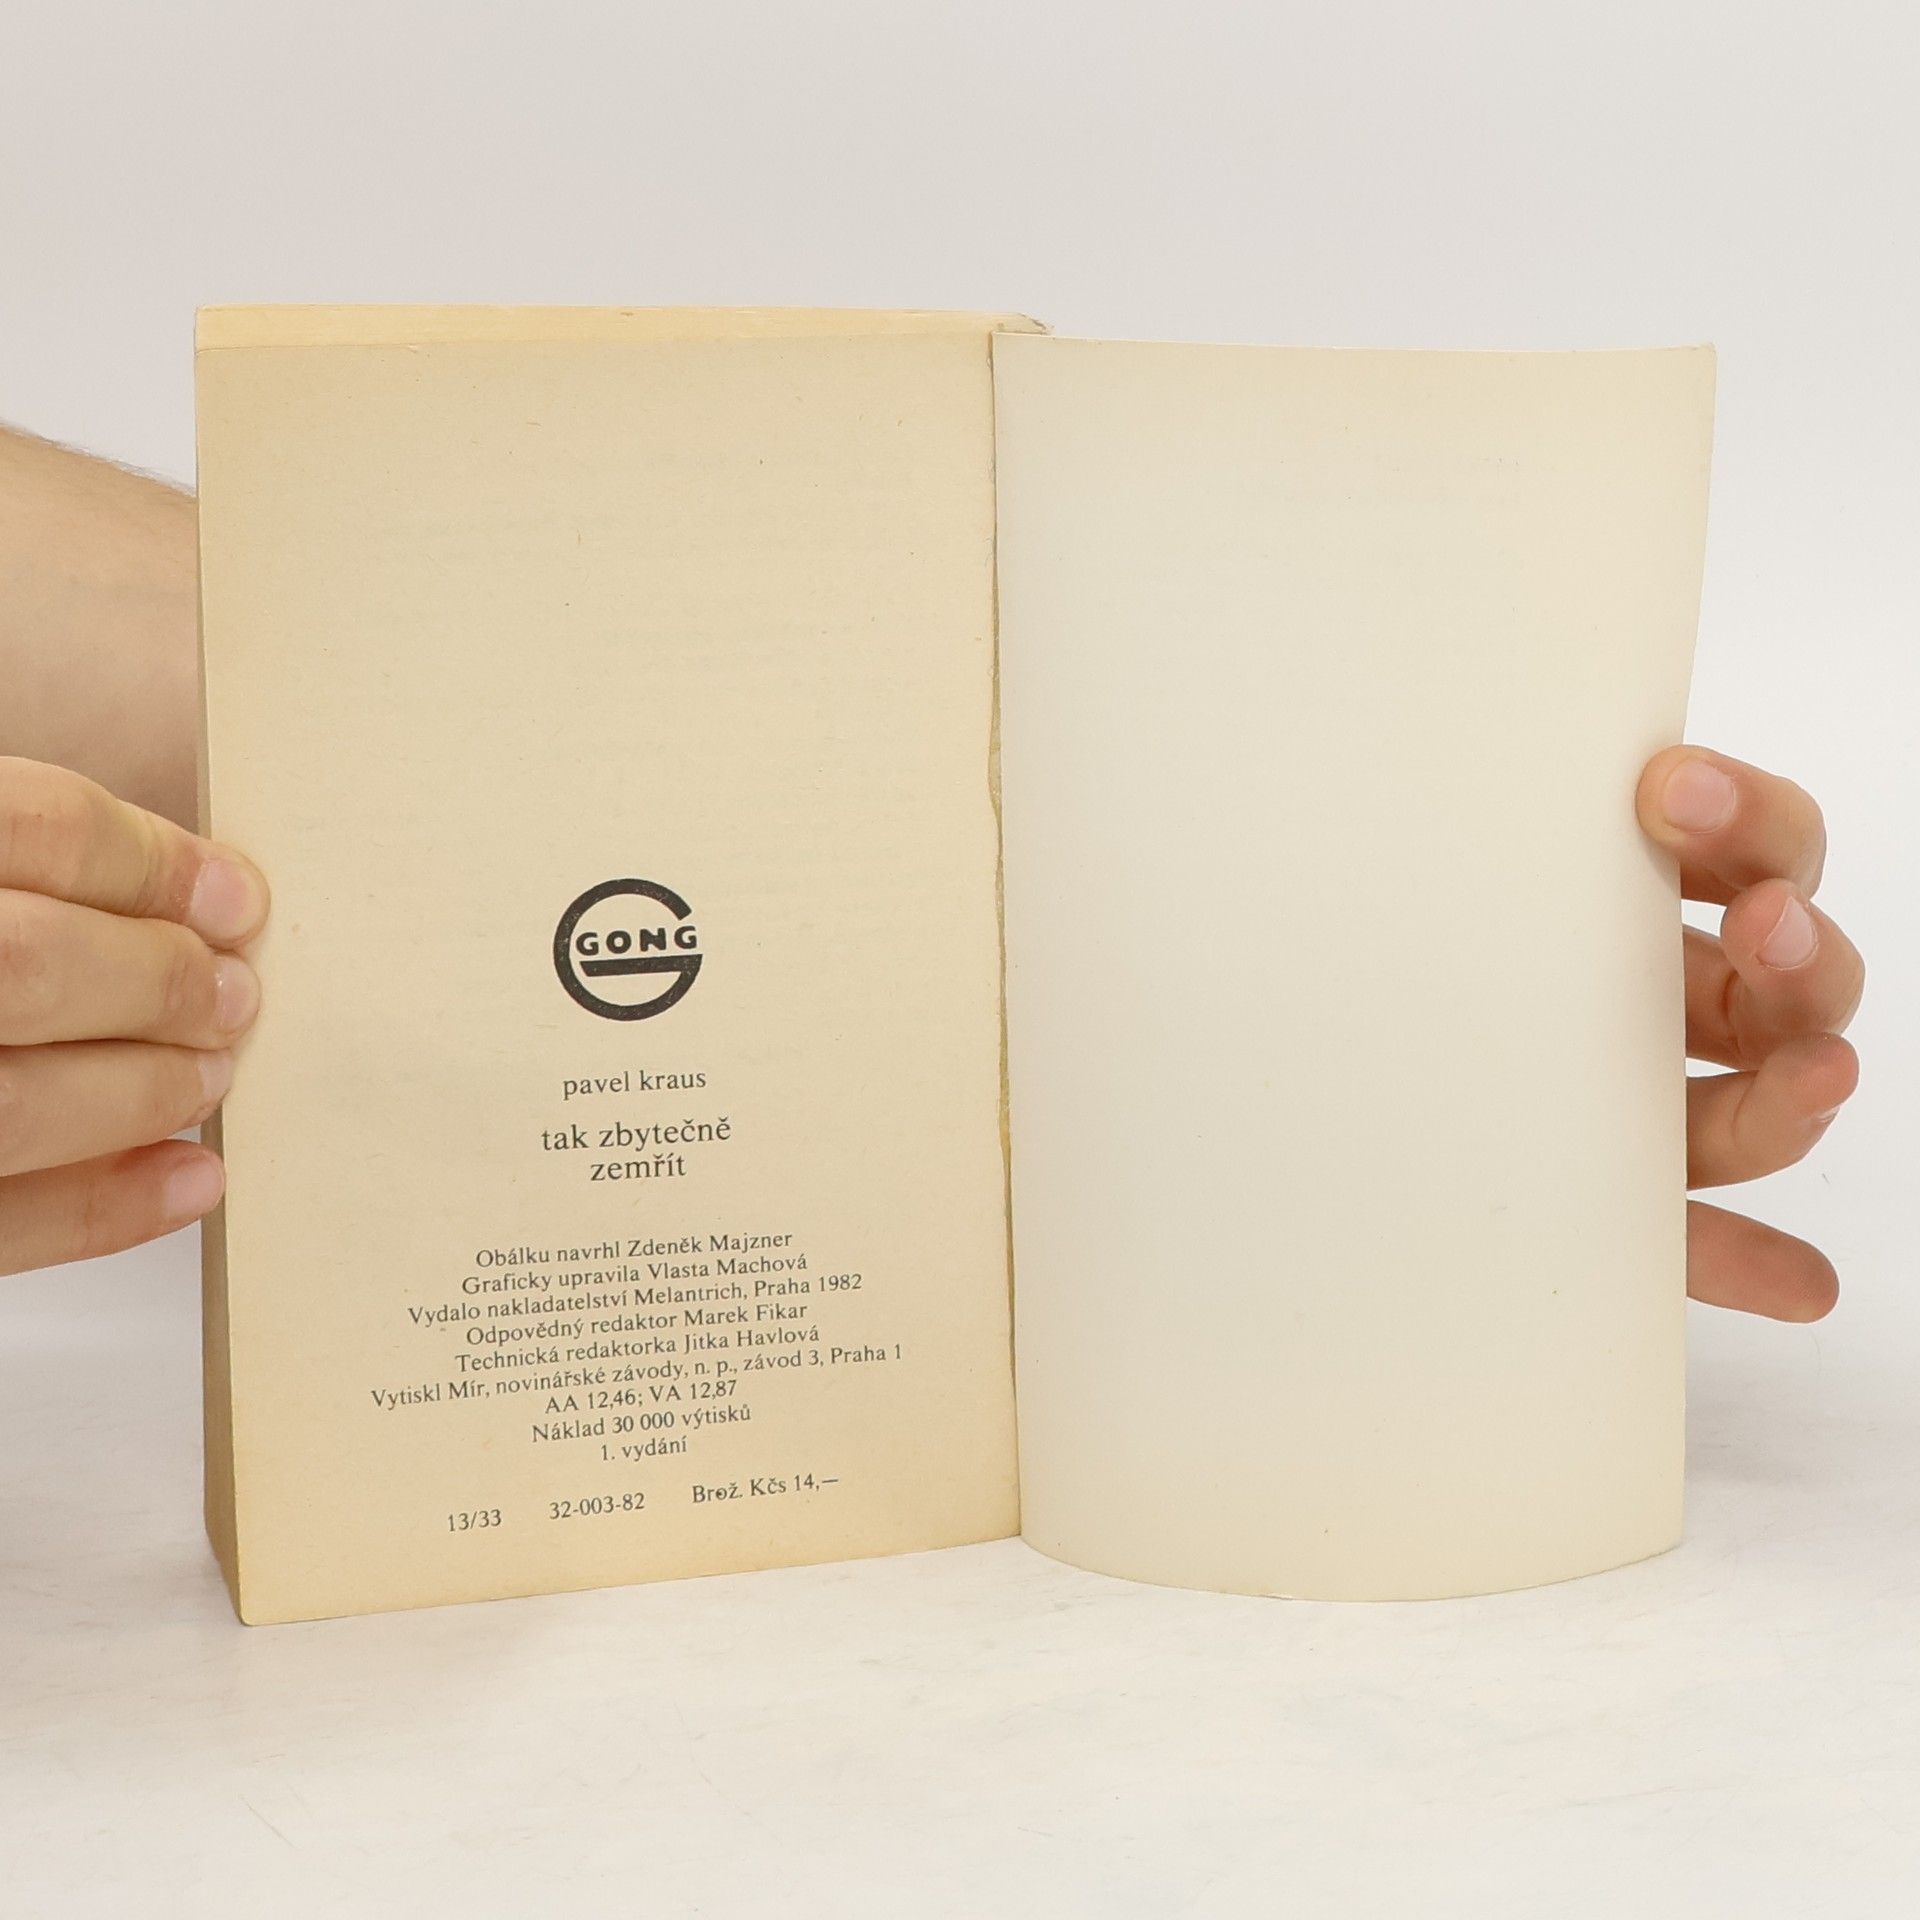 GONG
pavel kraus
tak zbytečně
zemřít
Obálku navrhl Zdeněk Majzner
Graficky upravila Vlasta Machová
Vydalo nakladatelství Melantrich, Praha 1982
Odpovědný redaktor Marek Fikar
Technická redaktorka Jitka Havlová
Vytiskl Mír, novinářské závody, n. p., závod 3, Praha 1
AA 12,46; VA 12,87
Náklad 30 000 výtisků
1. vydání
13/33 32-003-82 Brož. Kčs 14,—